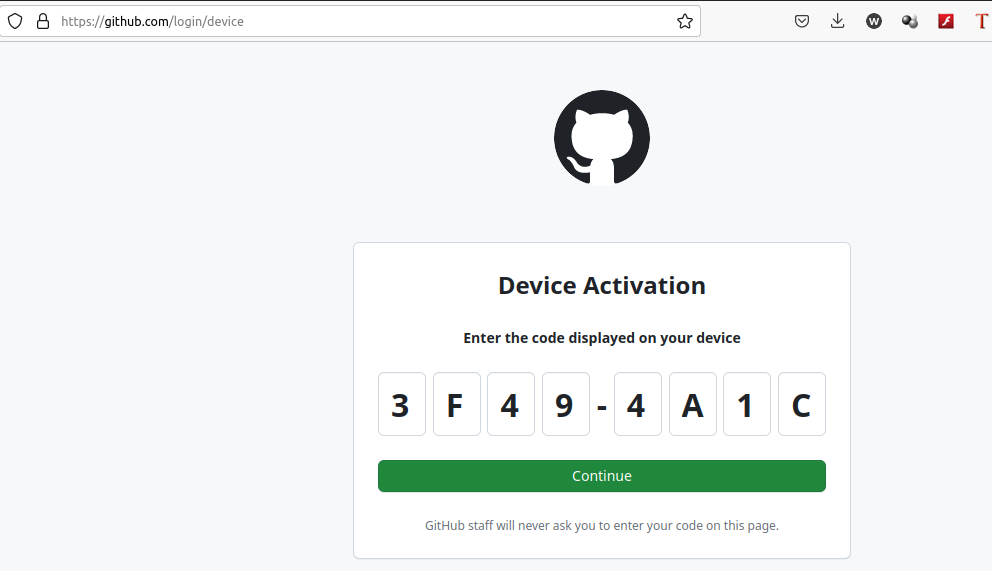 https://github.com/login/device
W
T
Device Activation
Enter the code displayed on your device
3 F 4 9 - 4 A 1 C
Continue
GitHub staff will never ask you to enter your code on this page.